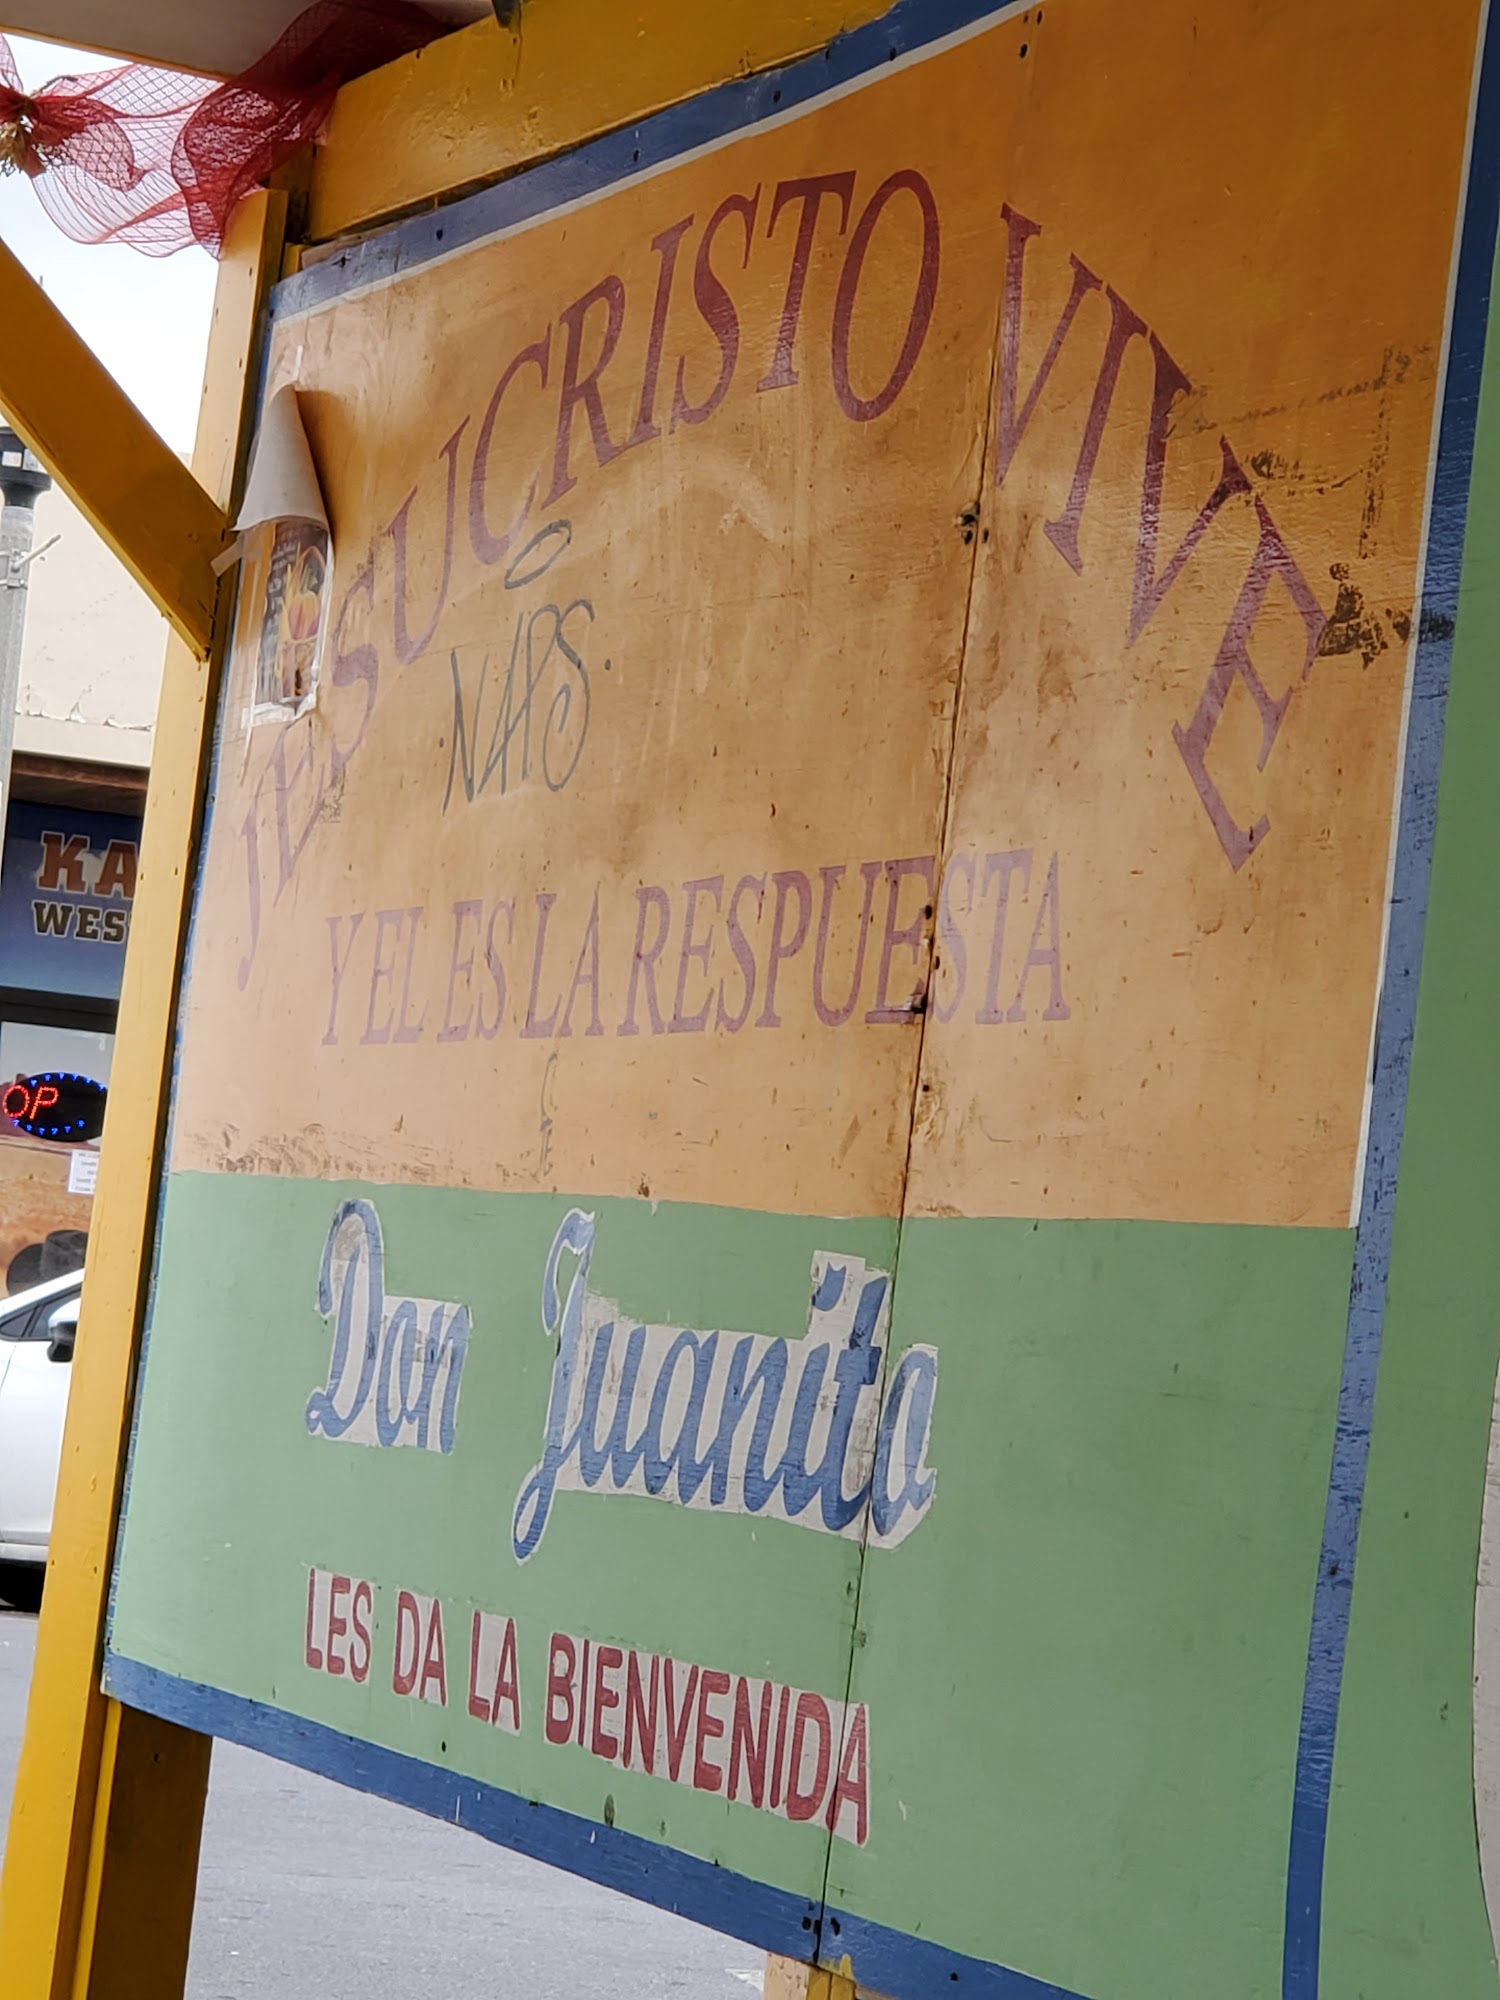 JESUCRISTO VIVE
NAPS
Y EL ES LA RESPUESTA
Don Juanito
LES DA LA BIENVENIDA
KA
WES
OP